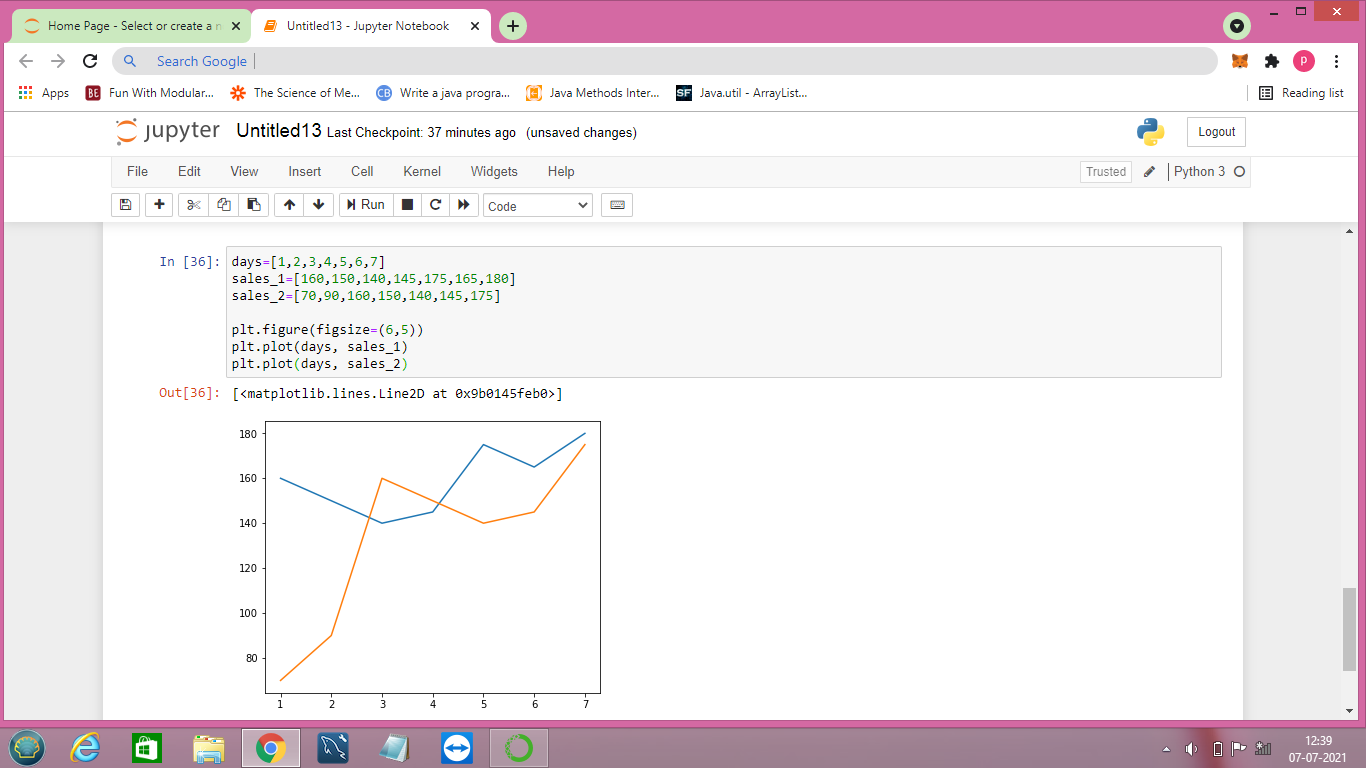 Home Page - Select or create a n
Untitled13 - Jupyter Notebook
Search Google
P
Apps
BE Fun With Modular...
The Science of Me...
CB Write a java progra...
Java Methods Inter...
SF Java.util - ArrayList...
Reading list
jupyter Untitled13 Last Checkpoint: 37 minutes ago (unsaved changes)
Logout
File Edit View Insert Cell Kernel Widgets Help
Trusted
Python 3
Run
Code
In [36]:
days=[1,2,3,4,5,6,7]
sales_1=[160,150,140,145,175,165,180]
sales_2=[70,90,160,150,140,145,175]
plt.figure(figsize=(6,5))
plt.plot(days, sales_1)
plt.plot(days, sales_2)
Out[36]: [<matplotlib.lines.Line2D at 0x9b0145feb0>]
180
160
140
120
100
80
1 2 3 4 5 6 7
12:39
07-07-2021